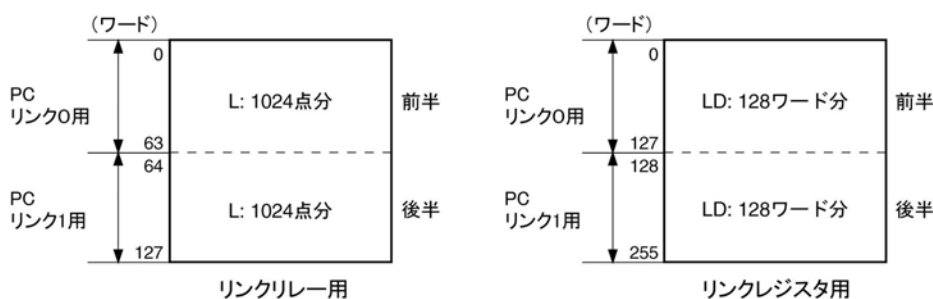 (ワード)
0
PC
リンク0用
L: 1024点分
前半
63
64
PC
リンク1用
L: 1024点分
後半
127
リンクリレー用
(ワード)
0
PC
リンク0用
LD: 128ワード分
前半
127
128
PC
リンク1用
LD: 128ワード分
後半
255
リンクレジスタ用